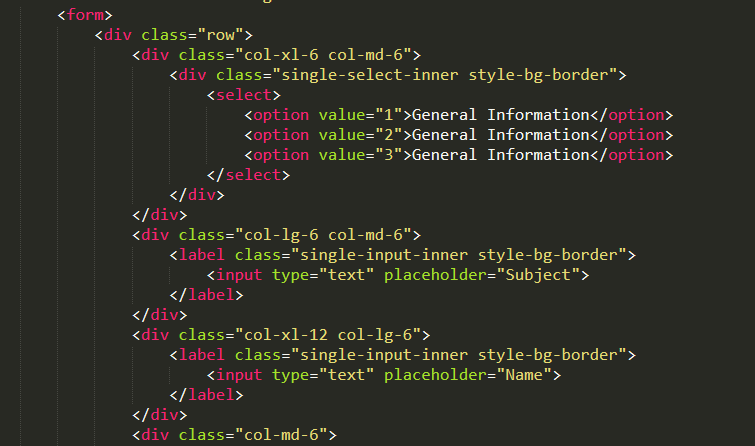 <form>
<div class="row">
<div class="col-xl-6 col-md-6">
<div class="single-select-inner style-bg-border">
<select>
<option value="1">General Information</option>
<option value="2">General Information</option>
<option value="3">General Information</option>
</select>
</div>
</div>
<div class="col-lg-6 col-md-6">
<label class="single-input-inner style-bg-border">
<input type="text" placeholder="Subject">
</label>
</div>
<div class="col-xl-12 col-lg-6">
<label class="single-input-inner style-bg-border">
<input type="text" placeholder="Name">
</label>
</div>
<div class="col-md-6">